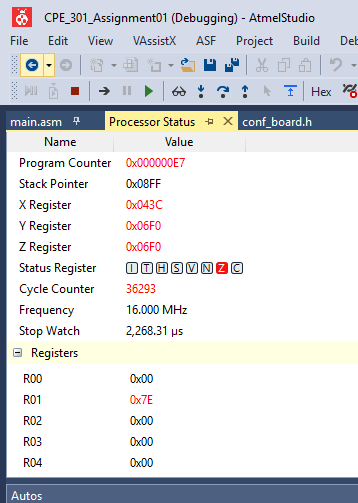 CPE_301_Assignment01 (Debugging) - AtmelStudio
File View VAssistX ASF Project Build Deb
Hex
main.asm Processor Status conf_board.h
Name Value
Program Counter 0x000000E7
Stack Pointer 0x08FF
X Register 0x043C
Y Register 0x06F0
Z Register 0x06F0
Status Register I T H S V N Z C
Cycle Counter 36293
Frequency 16.000 MHz
Stop Watch 2,268.31 µs
Registers
R00 0x00
R01 0x7E
R02 0x00
R03 0x00
R04 0x00
Autos